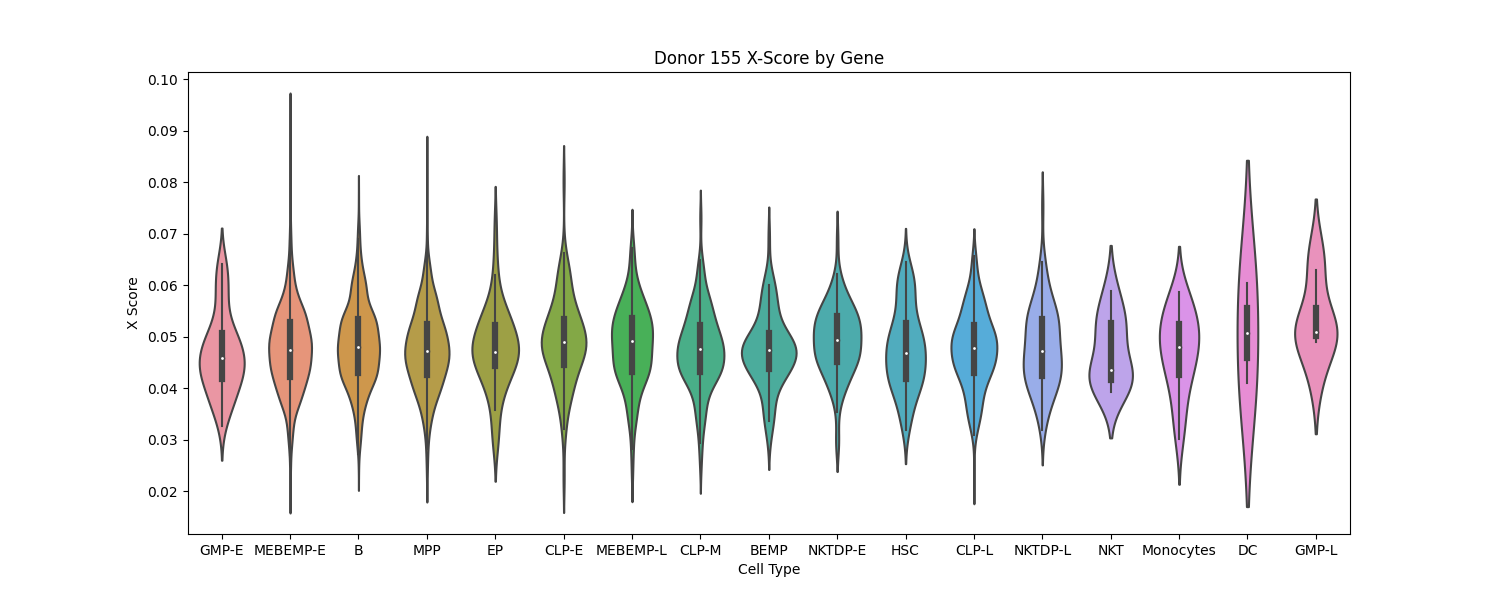 Donor 155 X-Score by Gene
0.10
0.09
0.08
0.07
0.06
0.05
0.04
0.03
0.02
X Score
GMP-E MEBEMP-E B MPP EP CLP-E MEBEMP-L CLP-M BEMP NKTDP-E HSC CLP-L NKTDP-L NKT Monocytes DC GMP-L
Cell Type